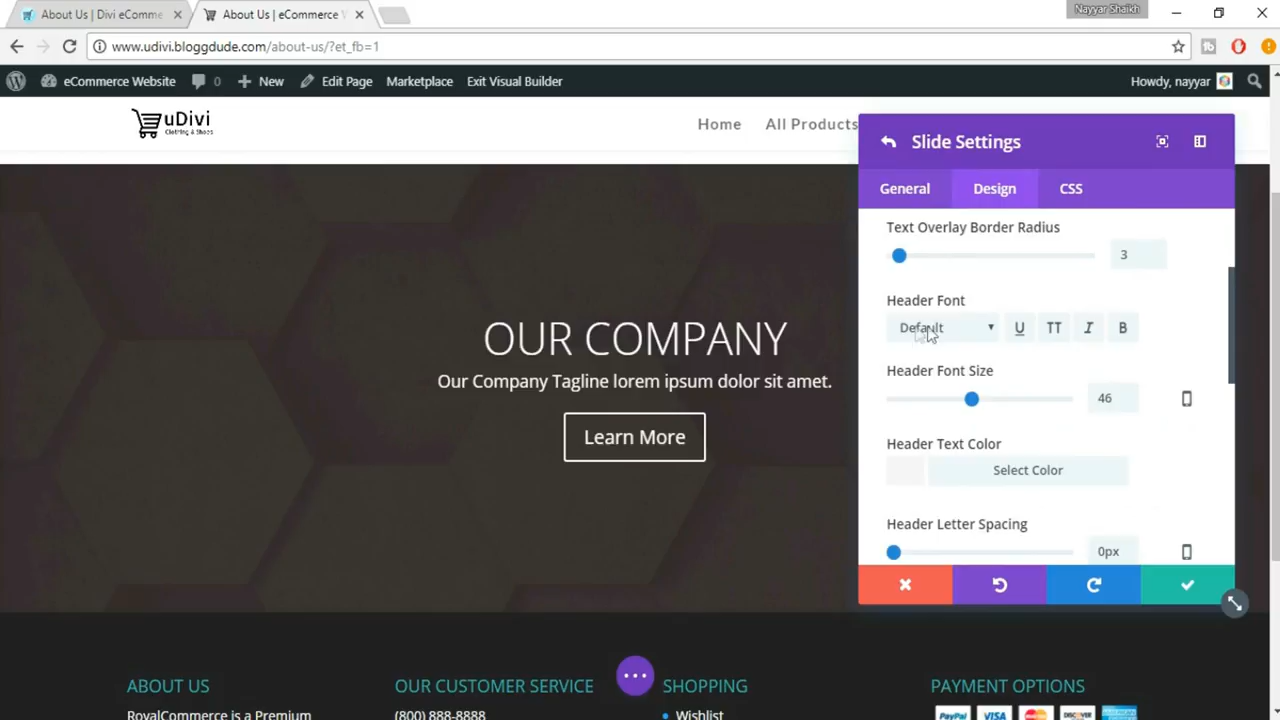 About Us | Divi eCommerce
About Us | eCommerce
Nayyar Shaikh
www.udivi.bloggdude.com/about-us/?et_fb=1
eCommerce Website
0
New
Edit Page
Marketplace
Exit Visual Builder
Howdy, nayyar
uDivi
Clothing & Shoes
Home
All Products
Slide Settings
General
Design
CSS
Text Overlay Border Radius
3
Header Font
Default
U
TT
I
B
Header Font Size
46
Header Text Color
Select Color
Header Letter Spacing
0px
OUR COMPANY
Our Company Tagline lorem ipsum dolor sit amet.
Learn More
ABOUT US
OUR CUSTOMER SERVICE
SHOPPING
PAYMENT OPTIONS
RoyalCommerce is a Premium
(800) 888-8888
Wishlist
PayPal
VISA
DISCOVER